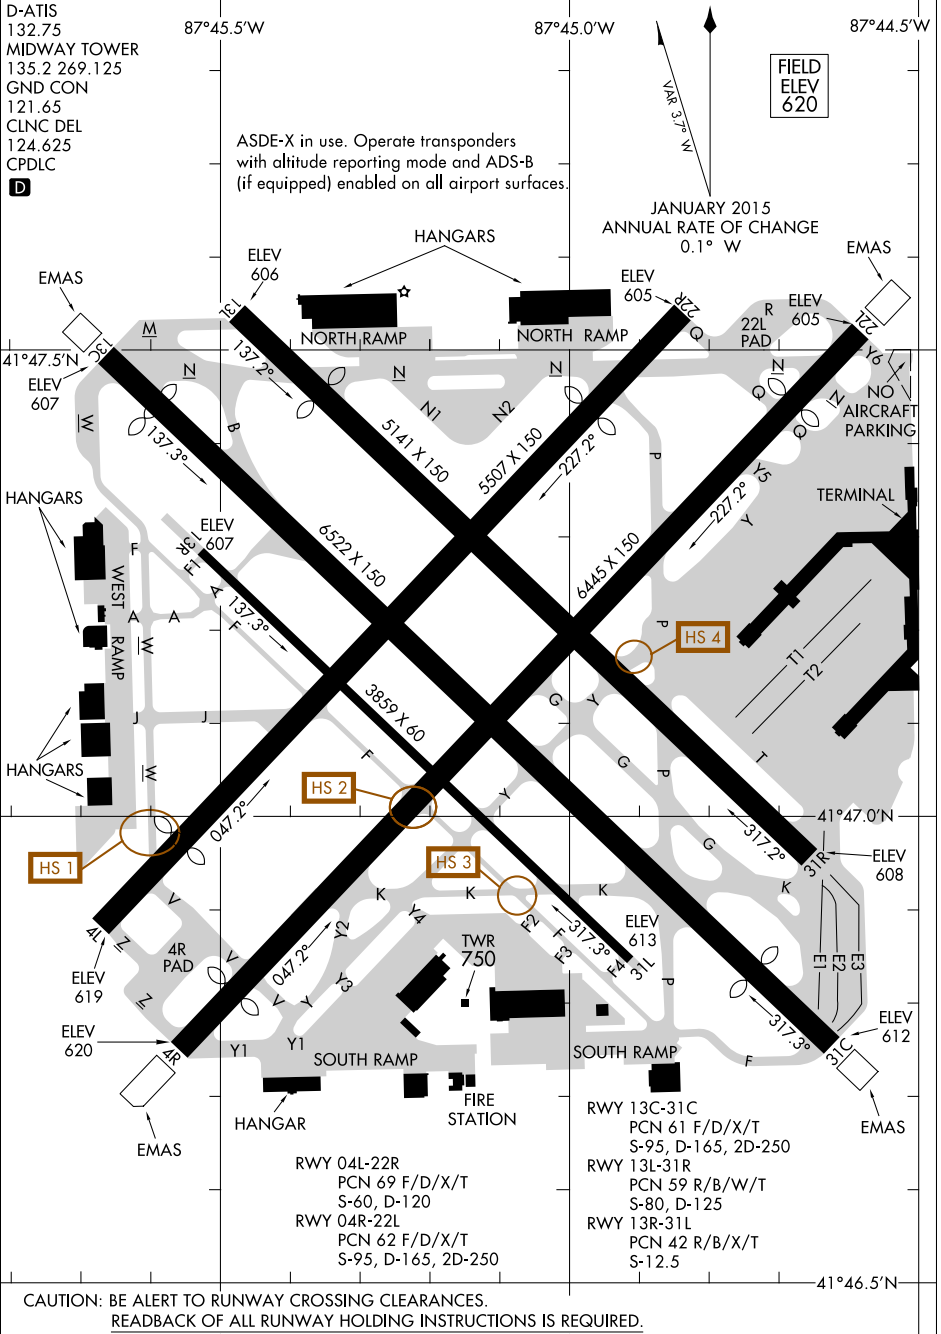 D-ATIS
132.75
MIDWAY TOWER
135.2 269.125
GND CON
121.65
CLNC DEL
124.625
CPDLC
D
87°45.5'W
87°45.0'W
87°44.5'W
VAR 3.7° W
FIELD
ELEV
620
ASDE-X in use. Operate transponders
with altitude reporting mode and ADS-B
(if equipped) enabled on all airport surfaces.
JANUARY 2015
ANNUAL RATE OF CHANGE
0.1° W
HANGARS
EMAS
ELEV
606
ELEV
605
ELEV
605
EMAS
13L
22R
22L
R
22L
PAD
NORTH RAMP
NORTH RAMP
M
13C
Q
Y6
41°47.5'N
ELEV
607
137.2°
N
N
N
N
N
NO
AIRCRAFT
PARKING
W
B
N1
N2
Q
Q
137.3°
5141 X 150
5507 X 150
227.2°
P
Y5
227.2°
Y
HANGARS
TERMINAL
ELEV
607
13R
F1
F
WEST
RAMP
6522 X 150
6445 X 150
A
A
A
137.3°
F
W
P
HS 4
T1
T2
J
J
3859 X 60
G
Y
F
G
P
T
W
HANGARS
HS 2
Y
047.2°
41°47.0'N
HS 1
HS 3
G
317.2°
31R
ELEV
608
K
K
K
K
V
4L
Z
Y4
Y2
F2
F
F3
317.3°
ELEV
613
F4
31L
4R
PAD
V
047.2°
TWR
750
E1
E2
E3
ELEV
619
Z
Y3
V
Y
P
ELEV
620
4R
Y1
Y1
317.3°
ELEV
612
SOUTH RAMP
SOUTH RAMP
F
31C
EMAS
HANGAR
FIRE
STATION
EMAS
RWY 04L-22R
PCN 69 F/D/X/T
S-60, D-120
RWY 04R-22L
PCN 62 F/D/X/T
S-95, D-165, 2D-250
RWY 13C-31C
PCN 61 F/D/X/T
S-95, D-165, 2D-250
RWY 13L-31R
PCN 59 R/B/W/T
S-80, D-125
RWY 13R-31L
PCN 42 R/B/X/T
S-12.5
41°46.5'N
CAUTION: BE ALERT TO RUNWAY CROSSING CLEARANCES.
READBACK OF ALL RUNWAY HOLDING INSTRUCTIONS IS REQUIRED.